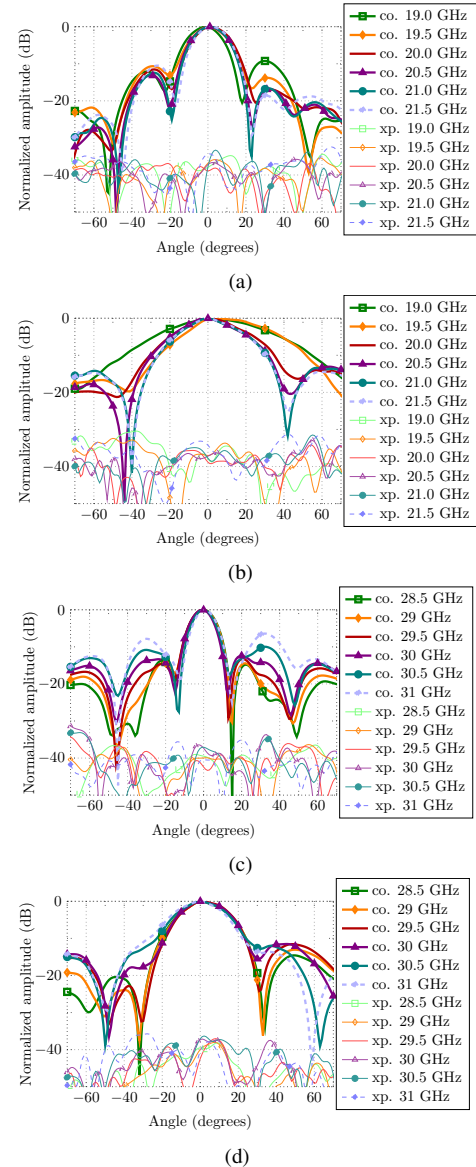 0
−20
−40
−60
−40
−20
0
20
40
60
Angle (degrees)
Normalized amplitude (dB)
co. 19.0 GHz
co. 19.5 GHz
co. 20.0 GHz
co. 20.5 GHz
co. 21.0 GHz
co. 21.5 GHz
xp. 19.0 GHz
xp. 19.5 GHz
xp. 20.0 GHz
xp. 20.5 GHz
xp. 21.0 GHz
xp. 21.5 GHz
(a)
0
−20
−40
−60
−40
−20
0
20
40
60
Angle (degrees)
Normalized amplitude (dB)
co. 19.0 GHz
co. 19.5 GHz
co. 20.0 GHz
co. 20.5 GHz
co. 21.0 GHz
co. 21.5 GHz
xp. 19.0 GHz
xp. 19.5 GHz
xp. 20.0 GHz
xp. 20.5 GHz
xp. 21.0 GHz
xp. 21.5 GHz
(b)
0
−20
−40
−60
−40
−20
0
20
40
60
Angle (degrees)
Normalized amplitude (dB)
co. 28.5 GHz
co. 29 GHz
co. 29.5 GHz
co. 30 GHz
co. 30.5 GHz
co. 31 GHz
xp. 28.5 GHz
xp. 29 GHz
xp. 29.5 GHz
xp. 30 GHz
xp. 30.5 GHz
xp. 31 GHz
(c)
0
−20
−40
−60
−40
−20
0
20
40
60
Angle (degrees)
Normalized amplitude (dB)
co. 28.5 GHz
co. 29 GHz
co. 29.5 GHz
co. 30 GHz
co. 30.5 GHz
co. 31 GHz
xp. 28.5 GHz
xp. 29 GHz
xp. 29.5 GHz
xp. 30 GHz
xp. 30.5 GHz
xp. 31 GHz
(d)